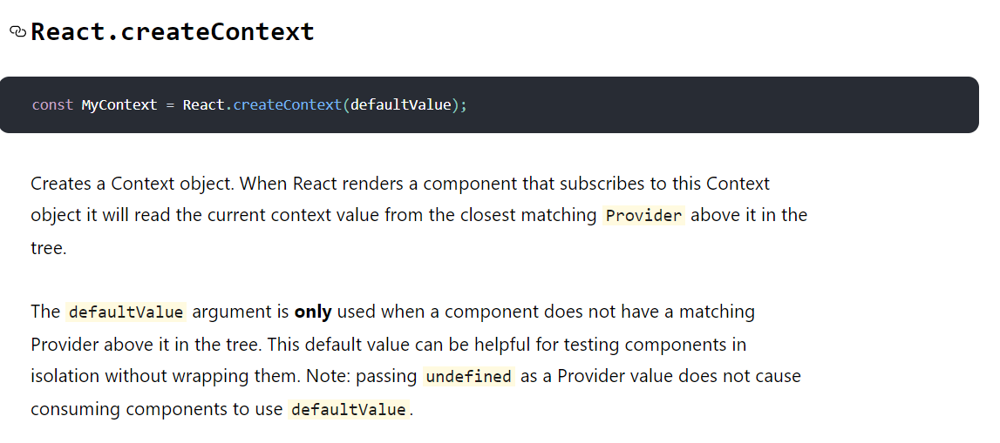 React.createContext
const MyContext = React.createContext(defaultValue);
Creates a Context object. When React renders a component that subscribes to this Context
object it will read the current context value from the closest matching Provider above it in the
tree.
The defaultValue argument is only used when a component does not have a matching
Provider above it in the tree. This default value can be helpful for testing components in
isolation without wrapping them. Note: passing undefined as a Provider value does not cause
consuming components to use defaultValue.